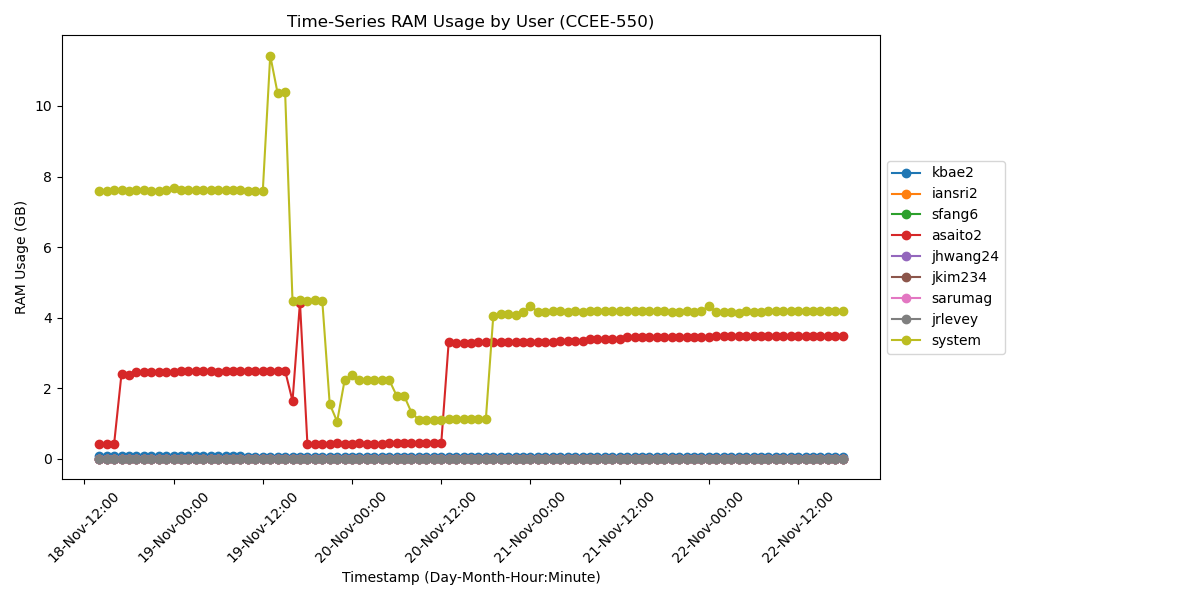 Time-Series RAM Usage by User (CCEE-550)
RAM Usage (GB)
10
8
6
4
2
0
18-Nov-12:00
19-Nov-00:00
19-Nov-12:00
20-Nov-00:00
20-Nov-12:00
21-Nov-00:00
21-Nov-12:00
22-Nov-00:00
22-Nov-12:00
Timestamp (Day-Month-Hour:Minute)
kbae2
iansri2
sfang6
asaito2
jhwang24
jkim234
sarumag
jrlevey
system